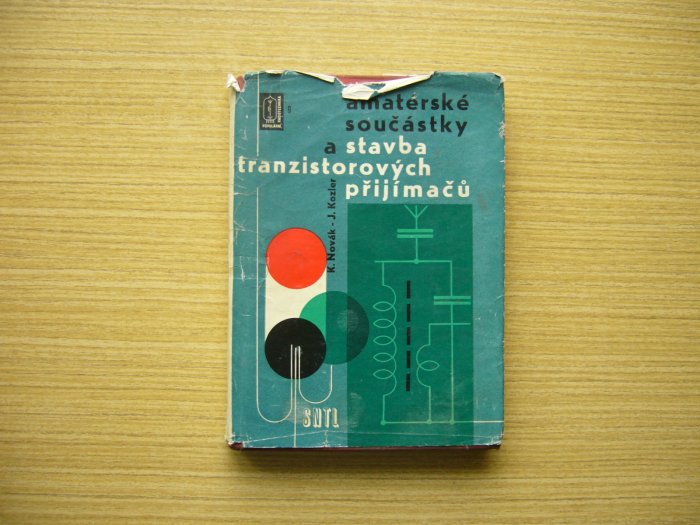 amatérské
součástky
a stavba
tranzistorových
přijímačů
K. Novák - J. Kozler
SNTL